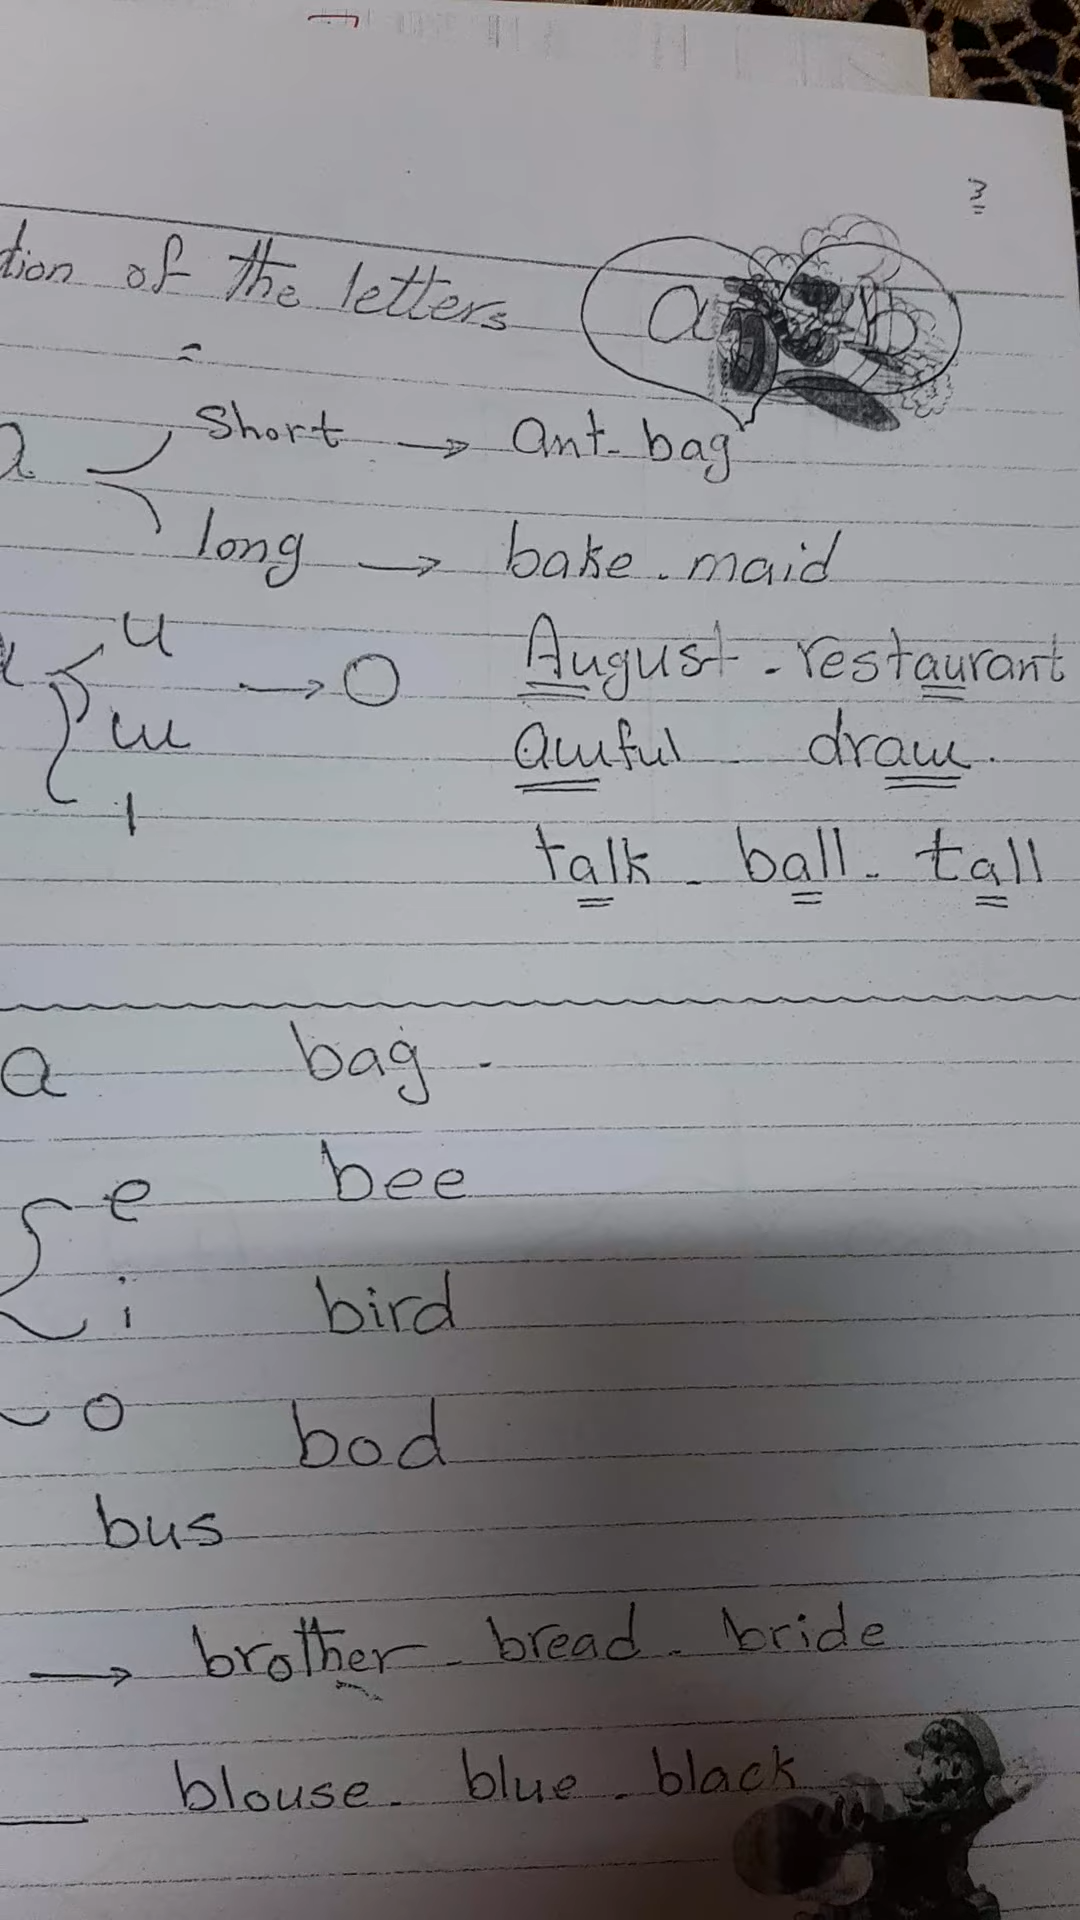 tion of the letters a b
a short → ant - bag
long → bake . maid
u → O August - restaurant
w awful draw .
l talk - ball - tall
a bag -
e bee
i bird
o bod
bus
→ brother - bread - bride
blouse - blue - black